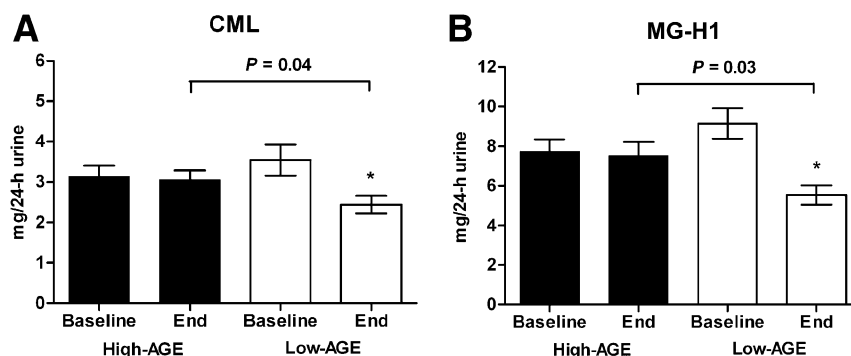 A
CML
mg/24-h urine
6
5
4
3
2
1
0
P = 0.04
*
Baseline End Baseline End
High-AGE Low-AGE
B
MG-H1
mg/24-h urine
12
10
8
6
4
2
0
P = 0.03
*
Baseline End Baseline End
High-AGE Low-AGE